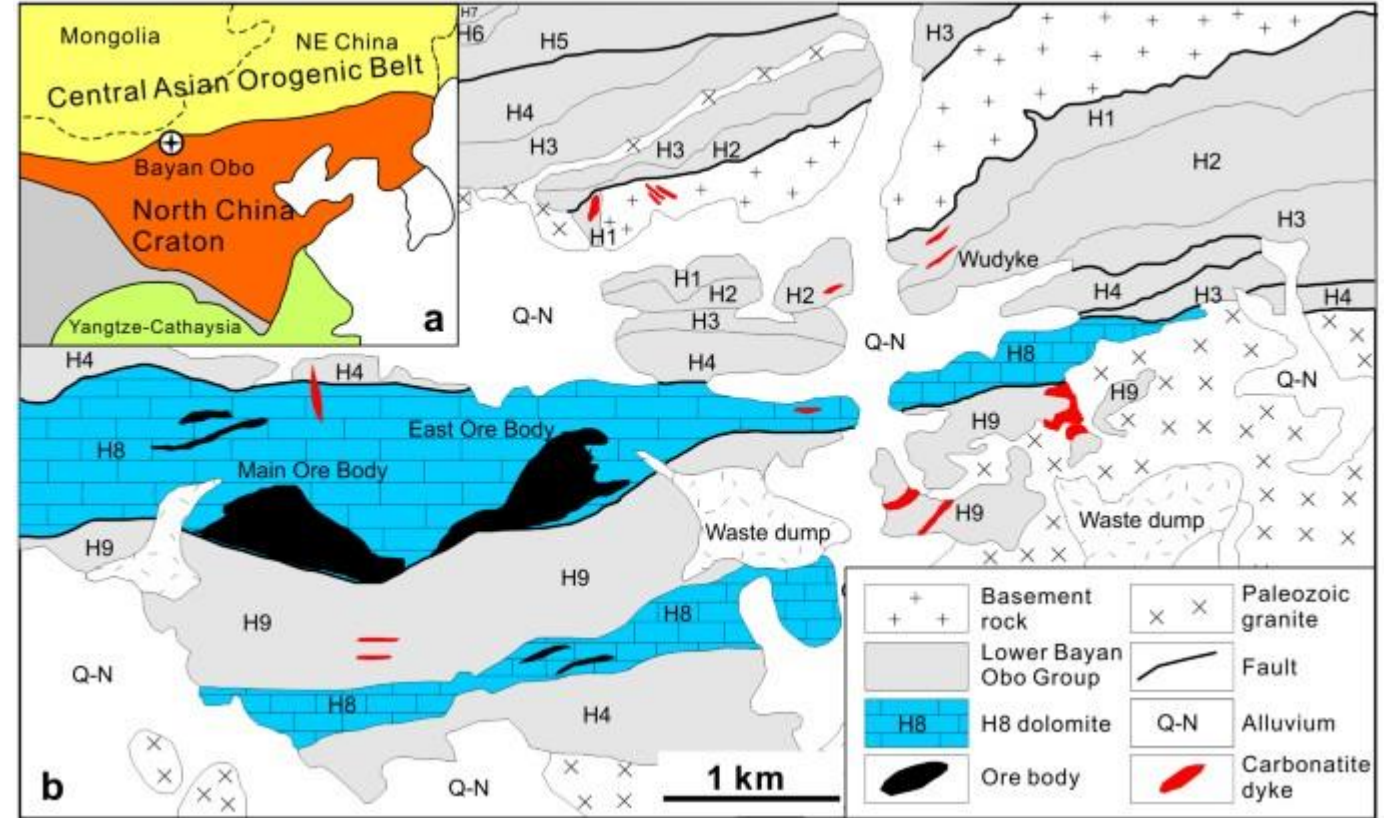 Mongolia
NE China
Central Asian Orogenic Belt
Bayan Obo
North China
Craton
Yangtze-Cathaysia
a
H7
H6
H5
H4
H3
H3
H2
H1
H3
H1
H2
Wudyke
H3
H4
H3
H4
H1
H2
H2
H3
H4
Q-N
Q-N
Q-N
H4
H4
H8
East Ore Body
Main Ore Body
H8
H9
H9
H9
Waste dump
Waste dump
H9
H9
H9
H8
H8
H4
Q-N
Q-N
b
1 km
Basement
rock
Paleozoic
granite
Lower Bayan
Obo Group
Fault
H8
H8 dolomite
Q-N
Alluvium
Ore body
Carbonatite
dyke